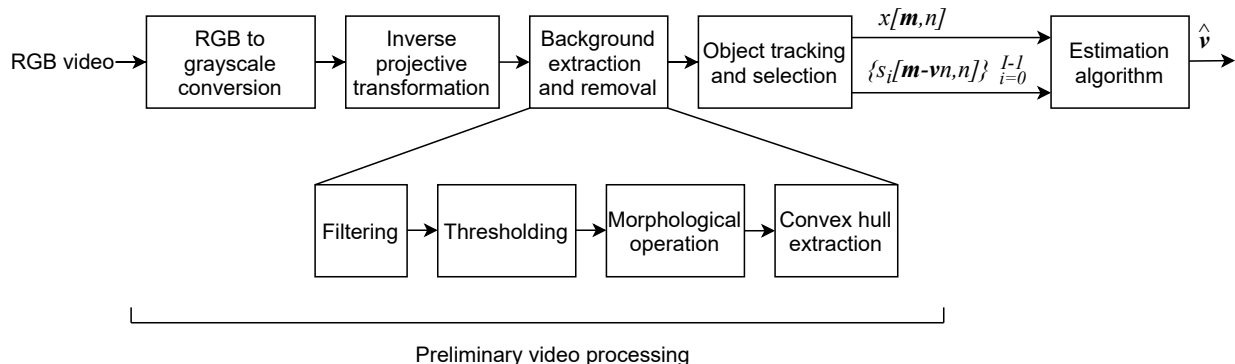 RGB video
RGB to
grayscale
conversion
Inverse
projective
transformation
Background
extraction
and removal
Object tracking
and selection
x[m,n]
{s_i[m-vn,n]} I-1
i=0
Estimation
algorithm
v̂
Filtering
Thresholding
Morphological
operation
Convex hull
extraction
Preliminary video processing